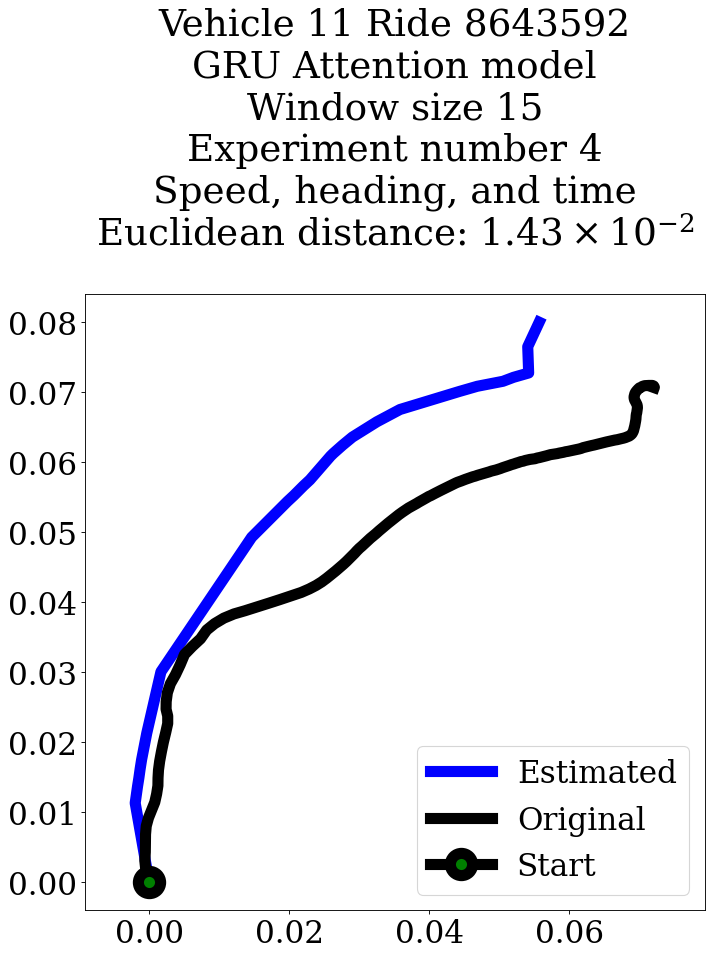 Vehicle 11 Ride 8643592
GRU Attention model
Window size 15
Experiment number 4
Speed, heading, and time
Euclidean distance: 1.43 × 10⁻²
0.08
0.07
0.06
0.05
0.04
0.03
0.02
0.01
0.00
Estimated
Original
Start
0.00 0.02 0.04 0.06